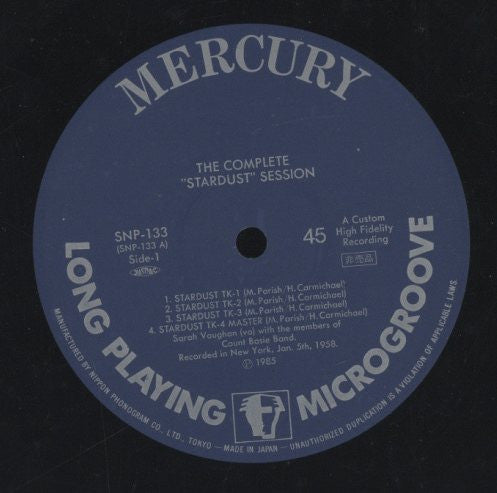 MERCURY
THE COMPLETE
"STARDUST" SESSION
SNP-133
(SNP-133 A)
Side-1
45
A Custom
High Fidelity
Recording
非売品
1. STARDUST TK-1 (M. Parish/H. Carmichael)
2. STARDUST TK-2 (M. Parish/H. Carmichael)
3. STARDUST TK-3 (M. Parish/H. Carmichael)
4. STARDUST TK-4 MASTER (M. Parish/H. Carmichael)
Sarah Vaughan (vo) with the members of
Count Basie Band.
Recorded in New York, Jan. 5th, 1958.
Ⓟ 1985
LONG PLAYING
MICROGROOVE
MANUFACTURED BY NIPPON PHONOGRAM CO., LTD., TOKYO — MADE IN JAPAN — UNAUTHORIZED DUPLICATION IS A VIOLATION OF APPLICABLE LAWS.